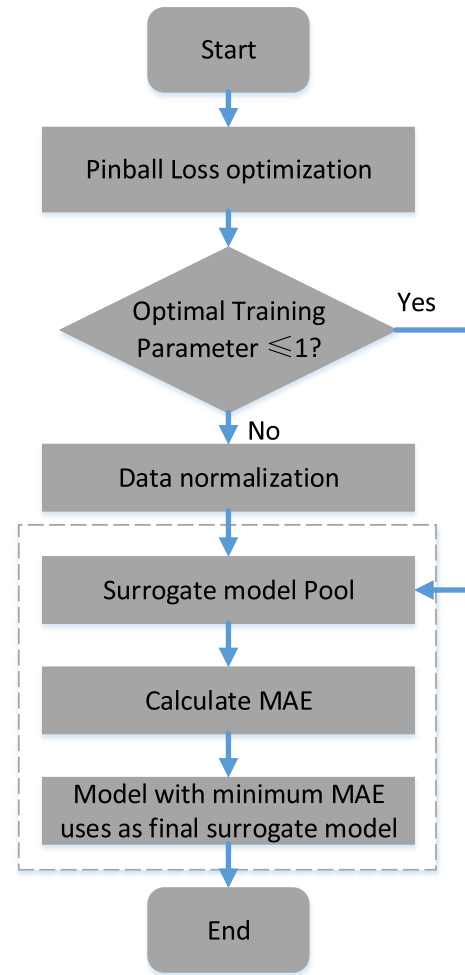 Start
Pinball Loss optimization
Optimal Training
Parameter ≤1?
Yes
No
Data normalization
Surrogate model Pool
Calculate MAE
Model with minimum MAE
uses as final surrogate model
End